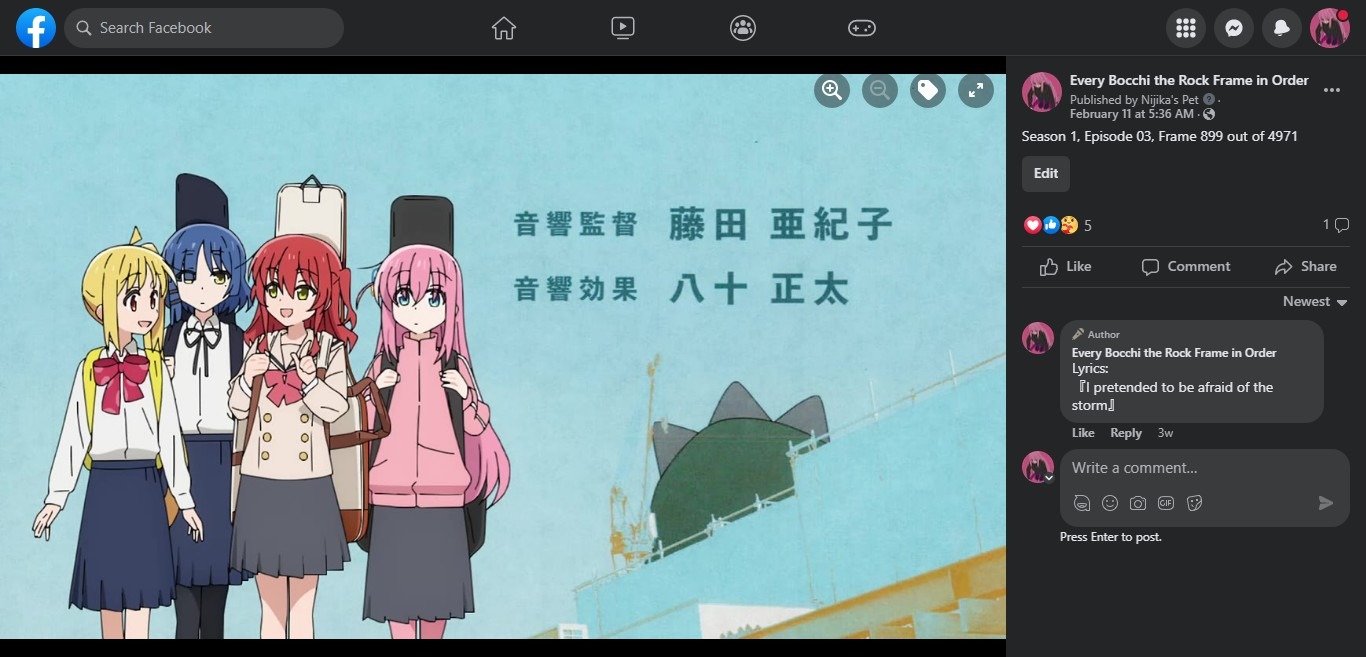 Search Facebook
音響監督 藤田 亜紀子
音響効果 八十 正太
Every Bocchi the Rock Frame in Order
Published by Nijika's Pet ·
February 11 at 5:36 AM ·
Season 1, Episode 03, Frame 899 out of 4971
Edit
5
1
Like Comment Share
Newest
Author
Every Bocchi the Rock Frame in Order
Lyrics:
『I pretended to be afraid of the
storm』
Like Reply 3w
Write a comment...
GIF
Press Enter to post.